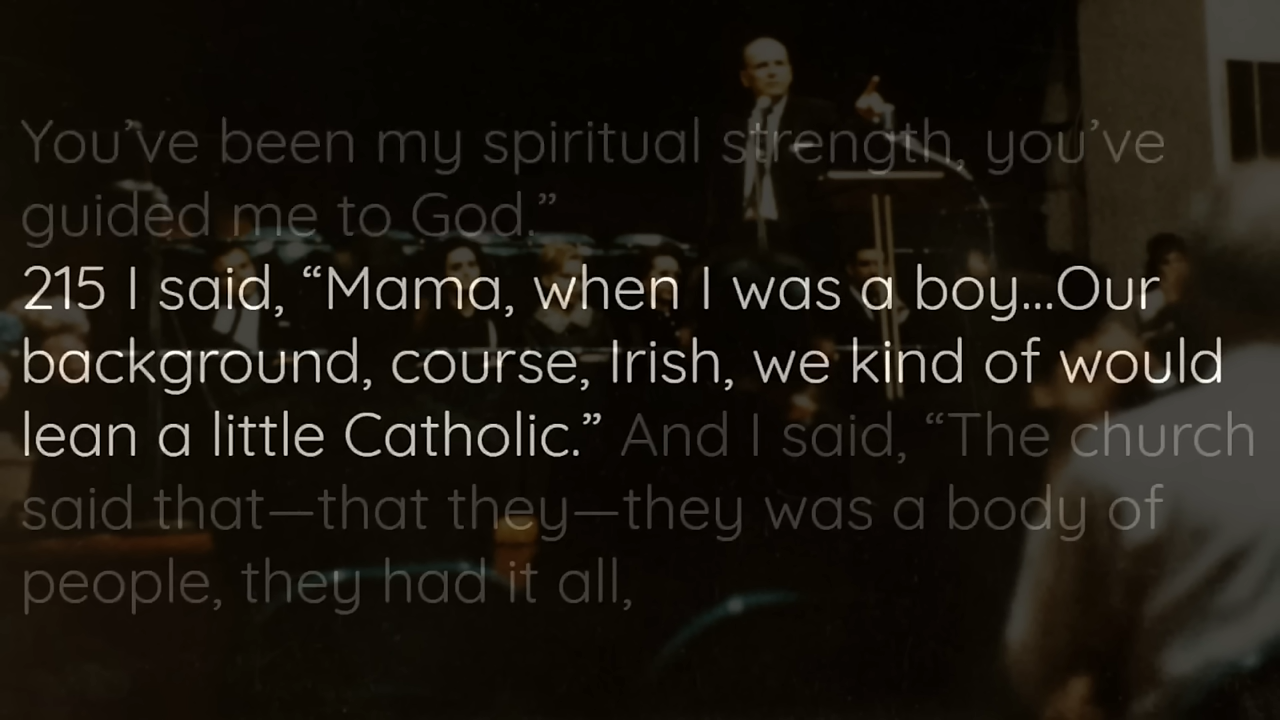 You’ve been my spiritual strength, you’ve
guided me to God.”
215 I said, “Mama, when I was a boy...Our
background, course, Irish, we kind of would
lean a little Catholic.” And I said, “The church
said that—that they—they was a body of
people, they had it all,